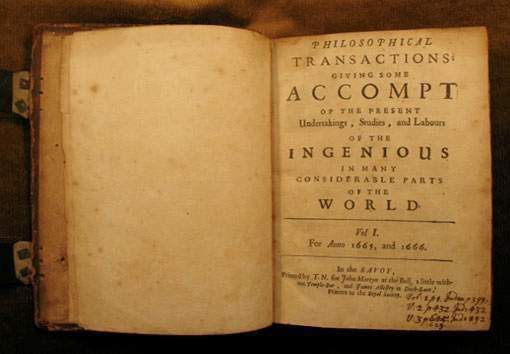 PHILOSOPHICAL
TRANSACTIONS:
GIVING SOME
ACCOMPT
OF THE PRESENT
Undertakings, Studies, and Labours
OF THE
INGENIOUS
IN MANY
CONSIDERABLE PARTS
OF THE
WORLD
Vol I.
For Anno 1665, and 1666.
In the SAVOY,
Printed by T. N. for John Martyn at the Bell, a little with-
out Temple-Bar, and James Allestry in Duck-Lane,
Printers to the Royal Society.